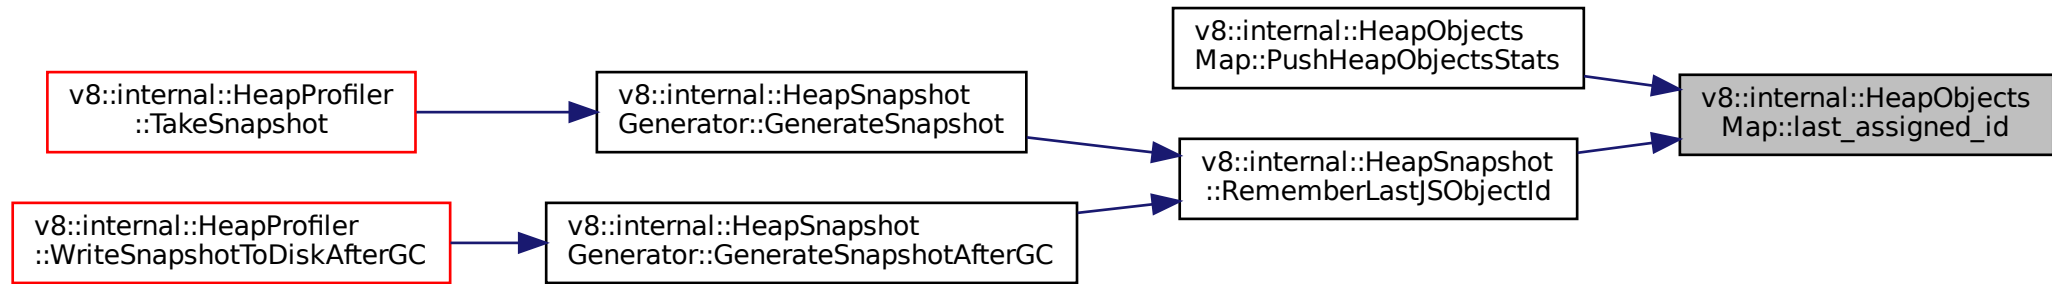 v8::internal::HeapObjects
Map::PushHeapObjectsStats
v8::internal::HeapProfiler
::TakeSnapshot
v8::internal::HeapSnapshot
Generator::GenerateSnapshot
v8::internal::HeapObjects
Map::last_assigned_id
v8::internal::HeapSnapshot
::RememberLastJSObjectId
v8::internal::HeapProfiler
::WriteSnapshotToDiskAfterGC
v8::internal::HeapSnapshot
Generator::GenerateSnapshotAfterGC